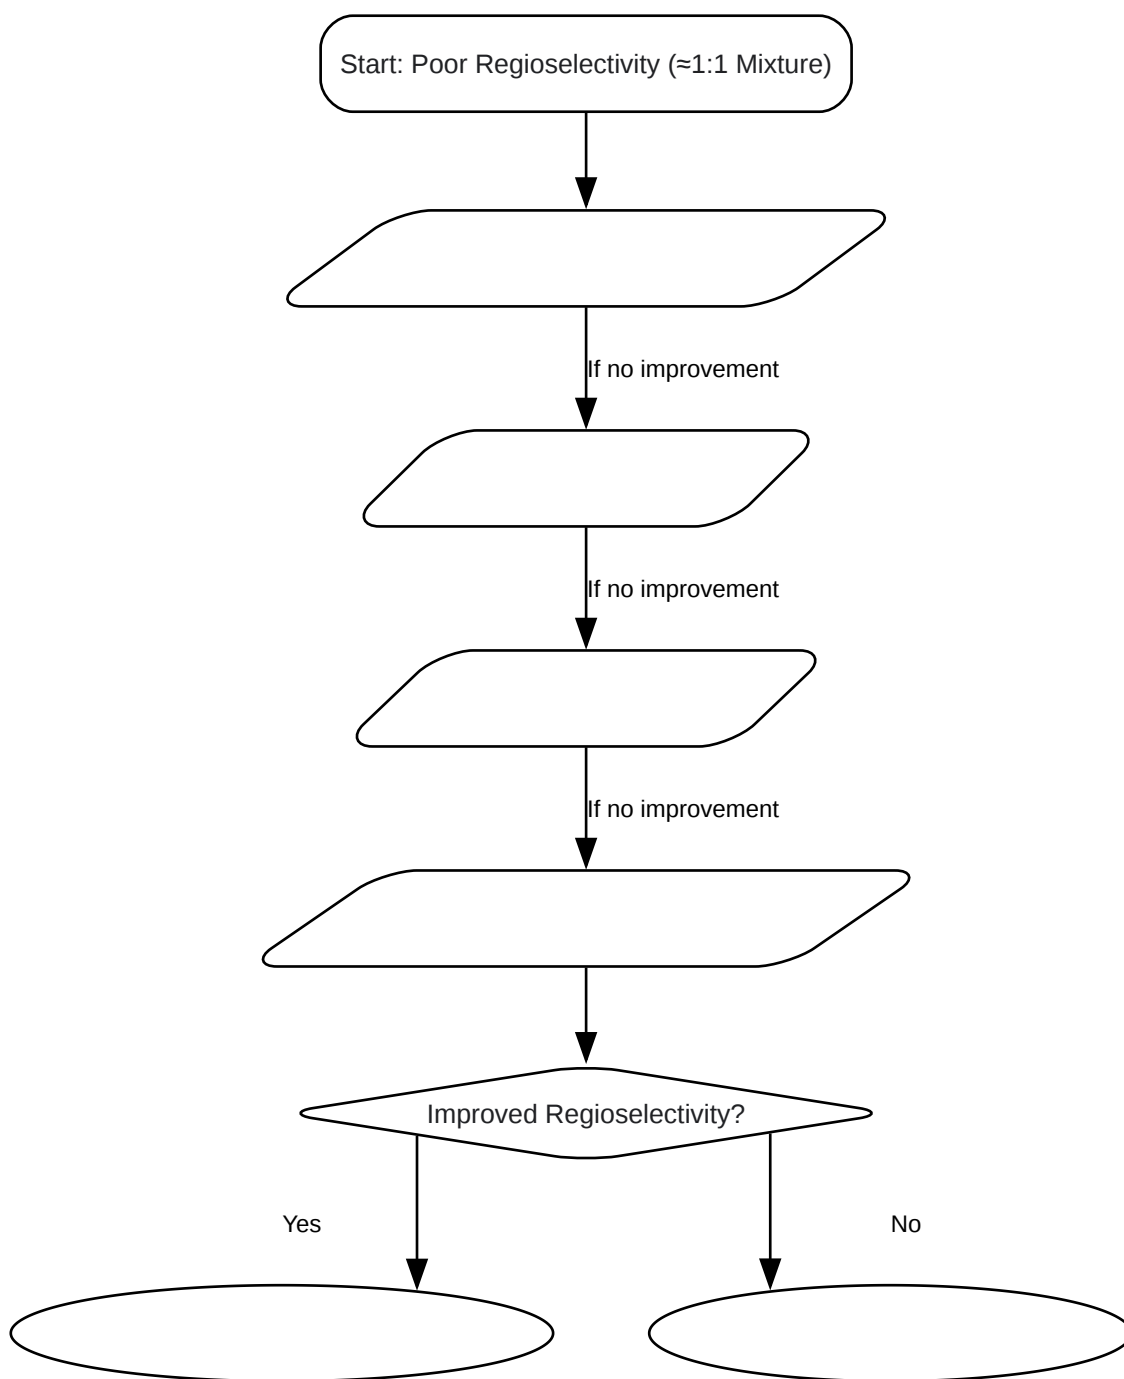 Start: Poor Regioselectivity (≈1:1 Mixture)
If no improvement
If no improvement
If no improvement
Improved Regioselectivity?
Yes
No